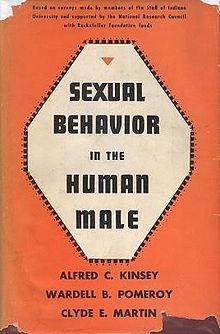 Based on surveys made by members of the Staff of Indiana
University and supported by the National Research Council
with Rockefeller Foundation funds
SEXUAL
BEHAVIOR
IN THE
HUMAN
MALE
ALFRED C. KINSEY
WARDELL B. POMEROY
CLYDE E. MARTIN